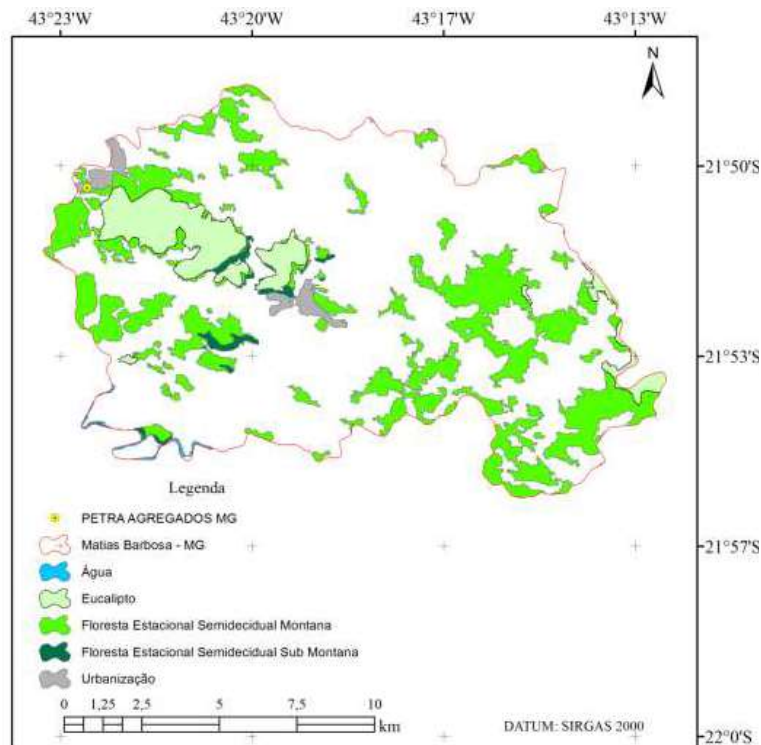 43°23'W 43°20'W 43°17'W 43°13'W
N
21°50'S
21°53'S
Legenda
PETRA AGREGADOS MG
Matias Barbosa - MG
21°57'S
Água
Eucalipto
Floresta Estacional Semidecidual Montana
Floresta Estacional Semidecidual Sub Montana
Urbanização
0 1,25 2,5 5 7,5 10
km
DATUM: SIRGAS 2000
22°0'S